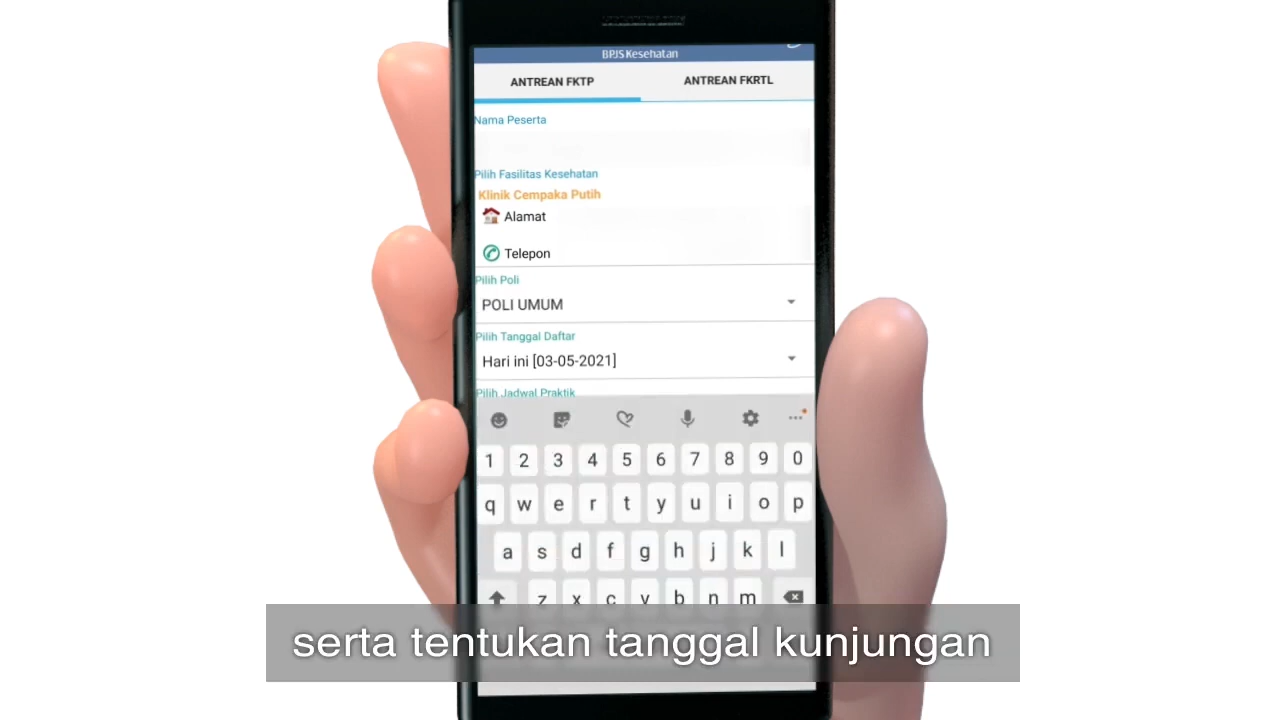 BPJS Kesehatan
ANTREAN FKTP
ANTREAN FKRTL
Nama Peserta
Pilih Fasilitas Kesehatan
Klinik Cempaka Putih
Alamat
Telepon
Pilih Poli
POLI UMUM
Pilih Tanggal Daftar
Hari ini [03-05-2021]
Pilih Jadwal Praktik
1 2 3 4 5 6 7 8 9 0
q w e r t y u i o p
a s d f g h j k l
z x c v b n m
serta tentukan tanggal kunjungan